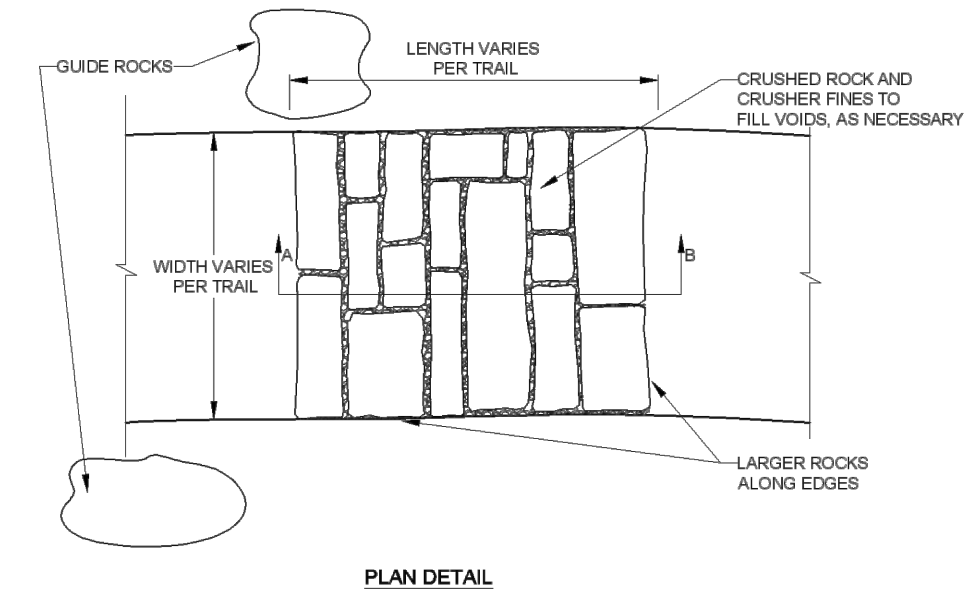 GUIDE ROCKS
LENGTH VARIES
PER TRAIL
CRUSHED ROCK AND
CRUSHER FINES TO
FILL VOIDS, AS NECESSARY
A
B
WIDTH VARIES
PER TRAIL
LARGER ROCKS
ALONG EDGES
PLAN DETAIL